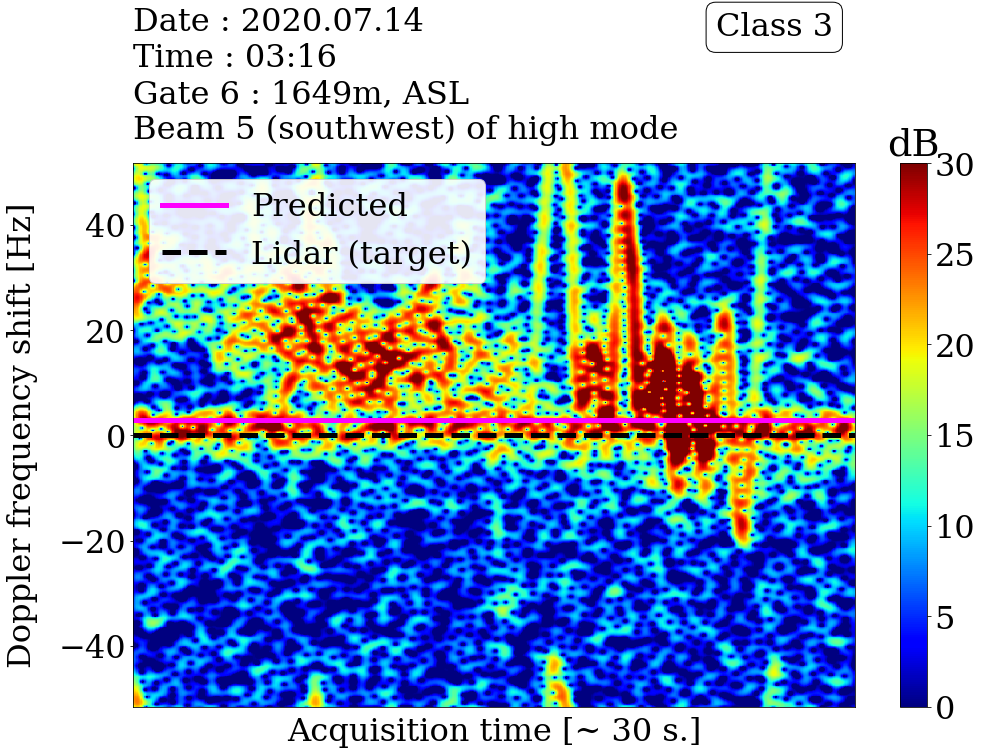 Date : 2020.07.14
Time : 03:16
Gate 6 : 1649m, ASL
Beam 5 (southwest) of high mode
Class 3
dB
Predicted
Lidar (target)
Doppler frequency shift [Hz]
40
20
0
−20
−40
Acquisition time [~ 30 s.]
30
25
20
15
10
5
0